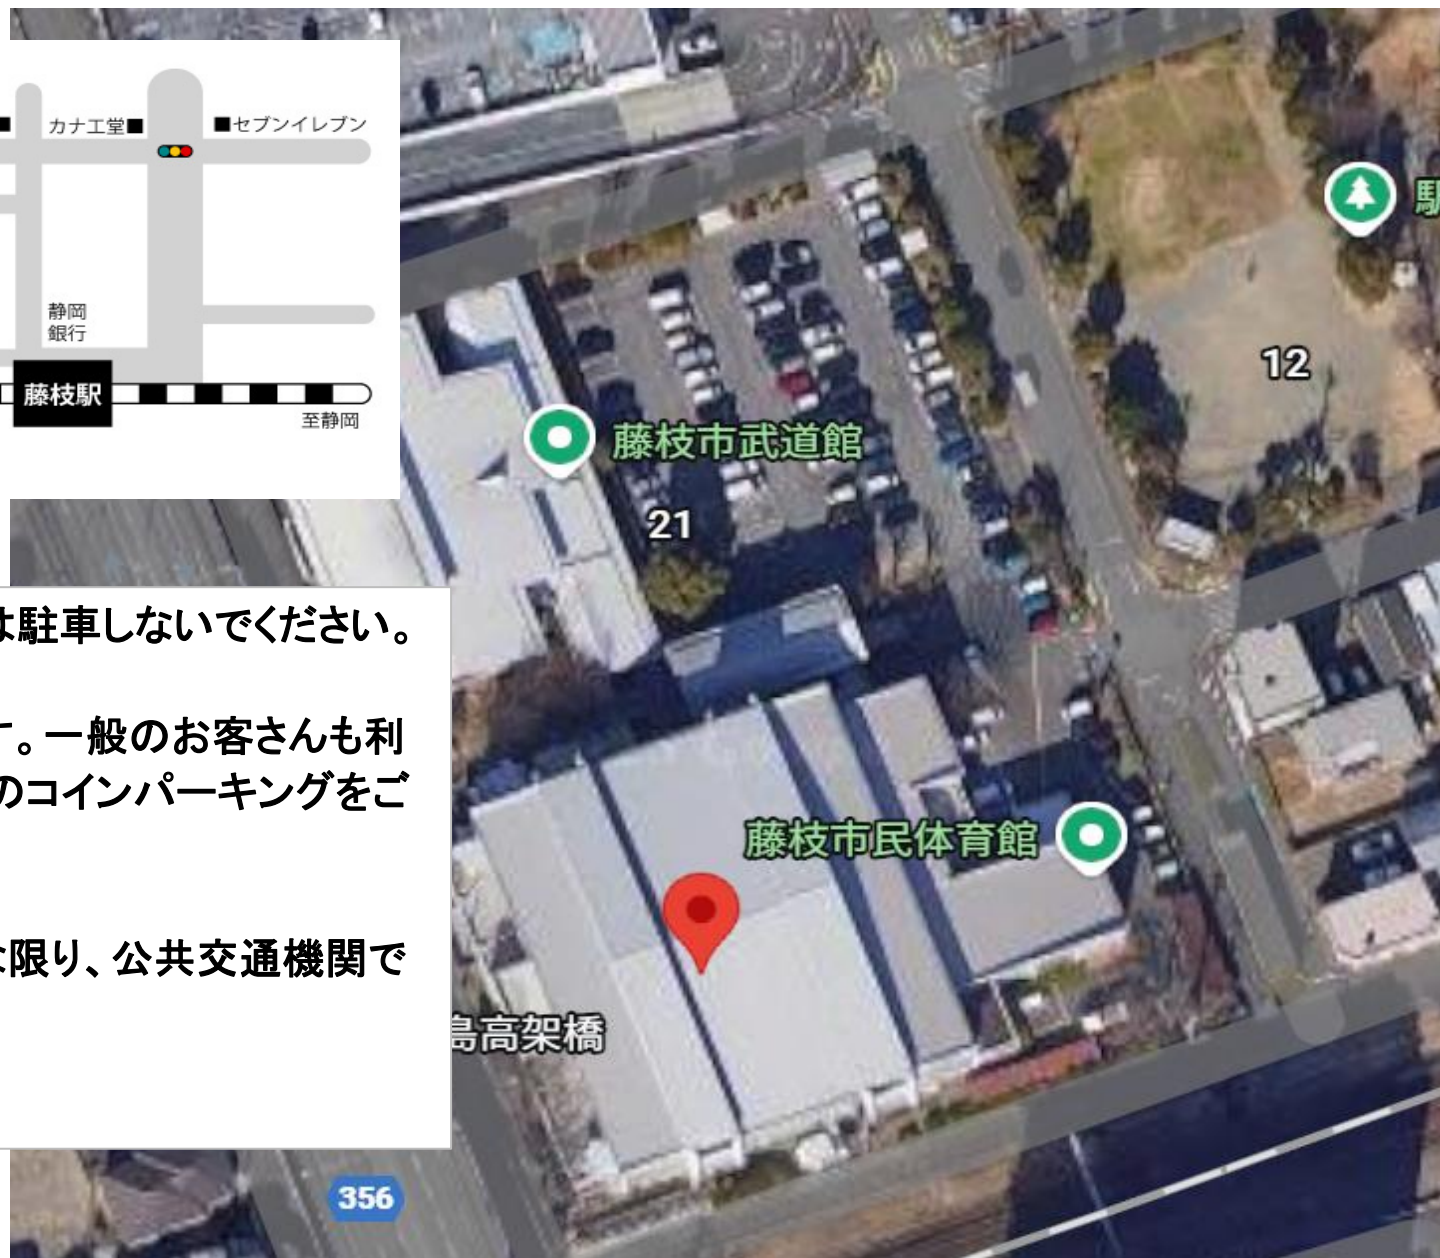 カナ工堂■
■セブンイレブン
静岡
銀行
藤枝駅
至静岡
藤枝市武道館
21
12
駅
は駐車しないでください。
す。一般のお客さんも利
のコインパーキングをご
な限り、公共交通機関で
藤枝市民体育館
島高架橋
356